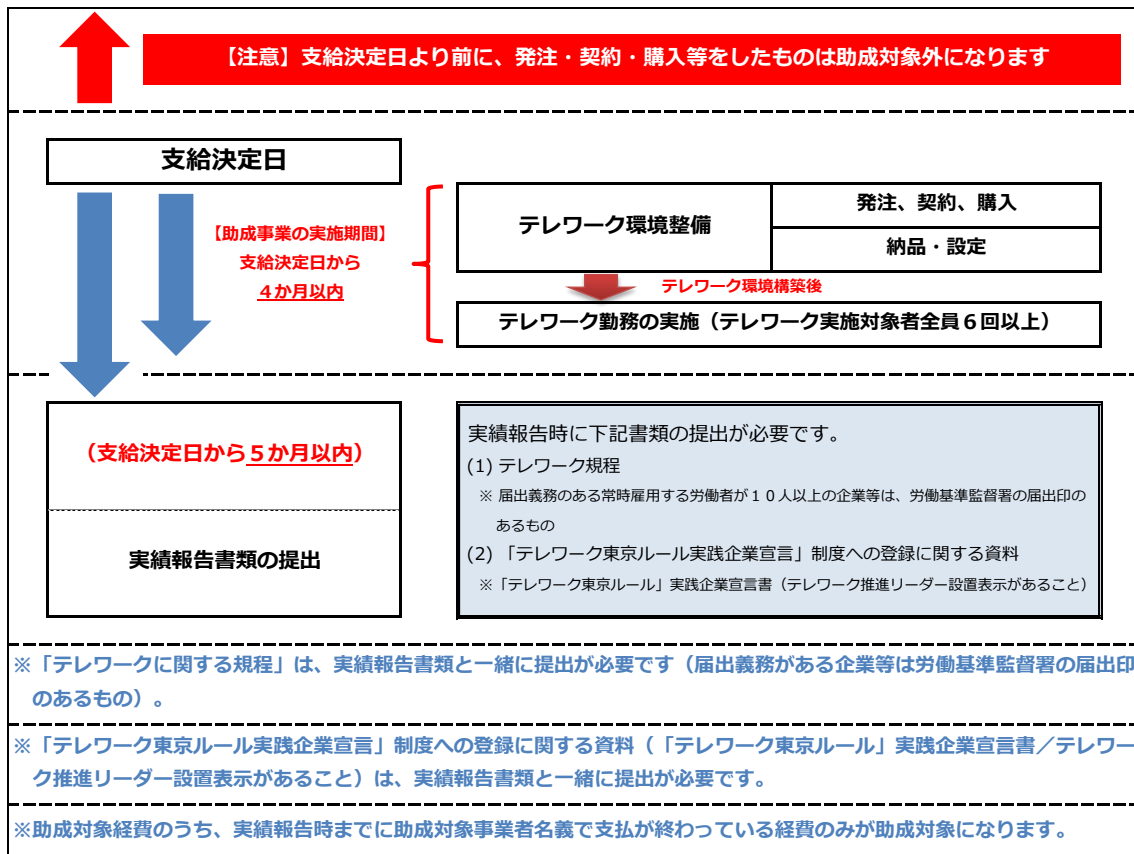 【注意】支給決定日より前に、発注・契約・購入等をしたものは助成対象外になります
支給決定日
【助成事業の実施期間】
支給決定日から
４か月以内
テレワーク環境整備
発注、契約、購入
納品・設定
テレワーク環境構築後
テレワーク勤務の実施（テレワーク実施対象者全員６回以上）
（支給決定日から５か月以内）
実績報告書類の提出
実績報告時に下記書類の提出が必要です。
(1) テレワーク規程
※ 届出義務のある常時雇用する労働者が１０人以上の企業等は、労働基準監督署の届出印の
あるもの
(2) 「テレワーク東京ルール実践企業宣言」制度への登録に関する資料
※「テレワーク東京ルール」実践企業宣言書（テレワーク推進リーダー設置表示があること）
※「テレワークに関する規程」は、実績報告書類と一緒に提出が必要です（届出義務がある企業等は労働基準監督署の届出印
のあるもの）。
※「テレワーク東京ルール実践企業宣言」制度への登録に関する資料（「テレワーク東京ルール」実践企業宣言書／テレワー
ク推進リーダー設置表示があること）は、実績報告書類と一緒に提出が必要です。
※助成対象経費のうち、実績報告時までに助成対象事業者名義で支払が終わっている経費のみが助成対象になります。